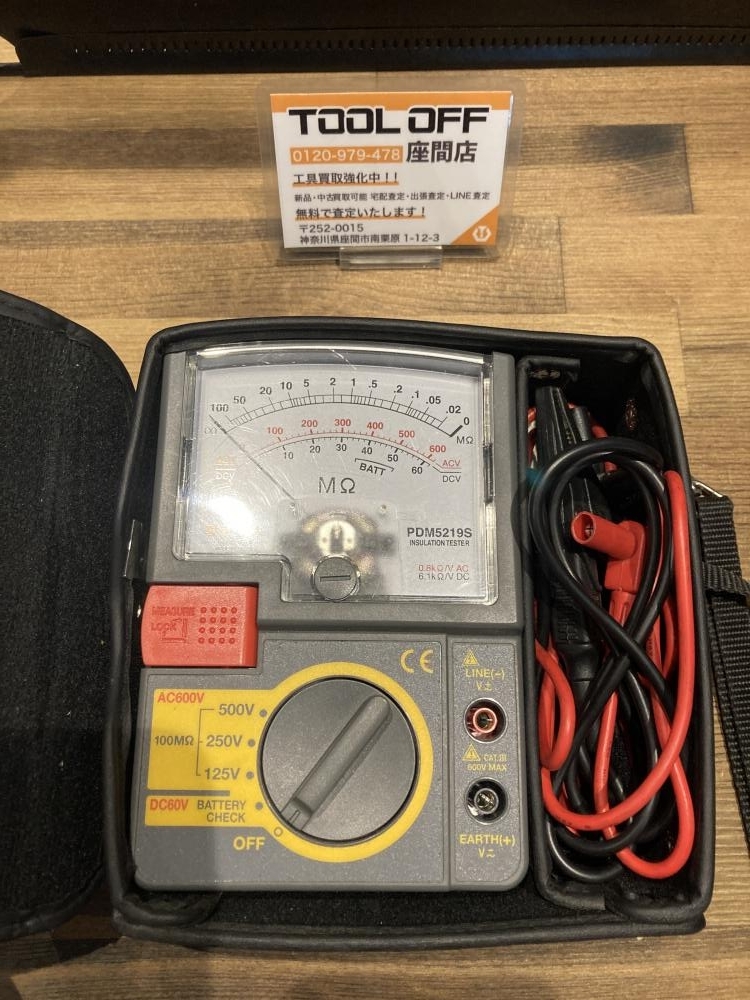 TOOL OFF
0120-979-478 座間店
工具買取強化中！！
新品・中古買取可能 宅配査定・出張査定・LINE査定
無料で査定いたします！
〒252-0015
神奈川県座間市南栗原 1-12-3
100 50 20 10 5 2 1 .5 .2 .1 .05 .02 0
MΩ
100 200 300 400 500 600
ACV
10 20 30 40 50 60
DCV
BATT
MΩ
PDM5219S
INSULATION TESTER
0.8kΩ/V AC
6.1kΩ/V DC
MEASURE
LOCK
CE
LINE(-)
V
AC600V
500V
100MΩ 250V
125V
CAT.III
600V MAX
DC60V BATTERY
CHECK
OFF
EARTH(+)
V